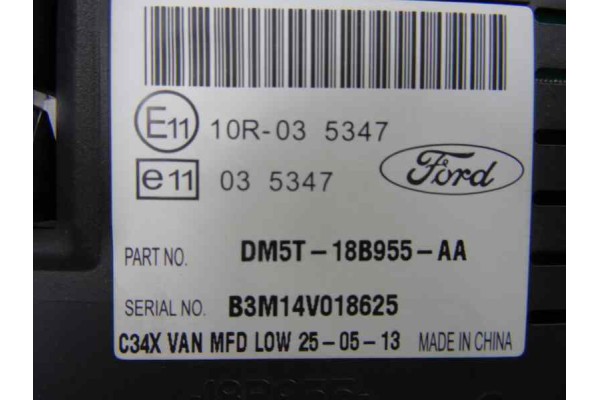 E11 10R-03 5347
e11 03 5347
Ford
PART NO. DM5T-18B955-AA
SERIAL NO. B3M14V018625
C34X VAN MFD LOW 25-05-13 MADE IN CHINA